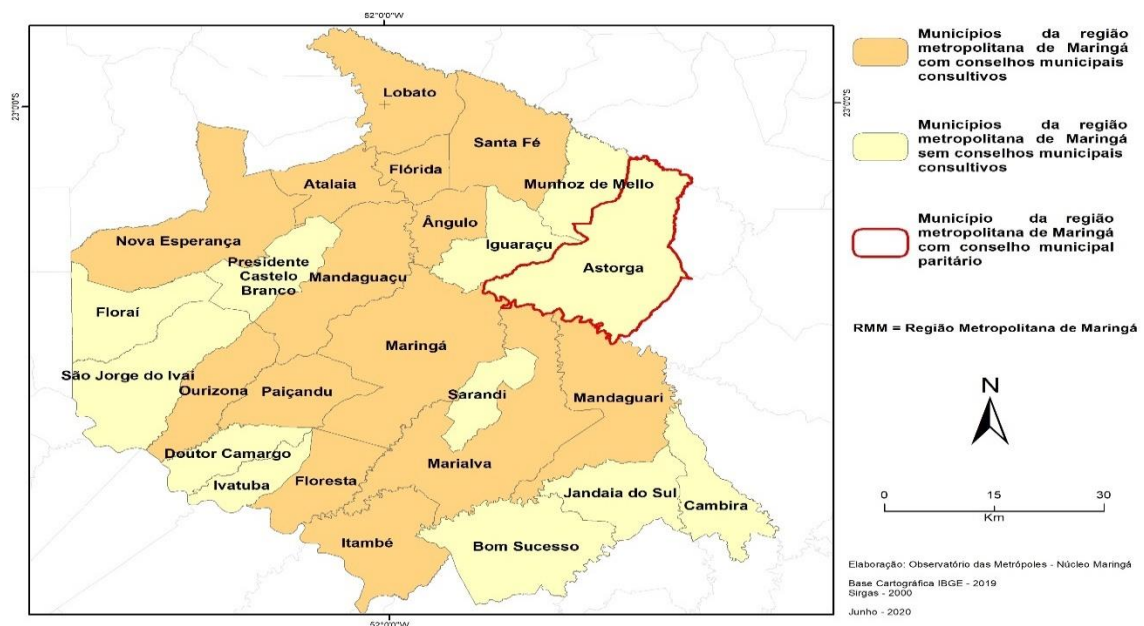 52°0'0"W
23°0'0"S
23°0'0"S
Lobato
Santa Fé
Flórida
Atalaia
Munhoz de Mello
Ângulo
Nova Esperança
Iguaraçu
Presidente
Castelo
Branco
Mandaguaçu
Astorga
Floraí
Maringá
São Jorge do Ivai
Ourizona
Paiçandu
Sarandi
Mandaguari
Doutor Camargo
Marialva
Ivatuba
Floresta
Jandaia do Sul
Cambira
Itambé
Bom Sucesso
52°0'0"W
Municípios da região
metropolitana de Maringá
com conselhos municipais
consultivos
Municípios da região
metropolitana de Maringá
sem conselhos municipais
consultivos
Município da região
metropolitana de Maringá
com conselho municipal
paritário
RMM = Região Metropolitana de Maringá
N
0 15 30
Km
Elaboração: Observatório das Metrópoles - Núcleo Maringá
Base Cartográfica IBGE - 2019
Sirgas - 2000
Junho - 2020